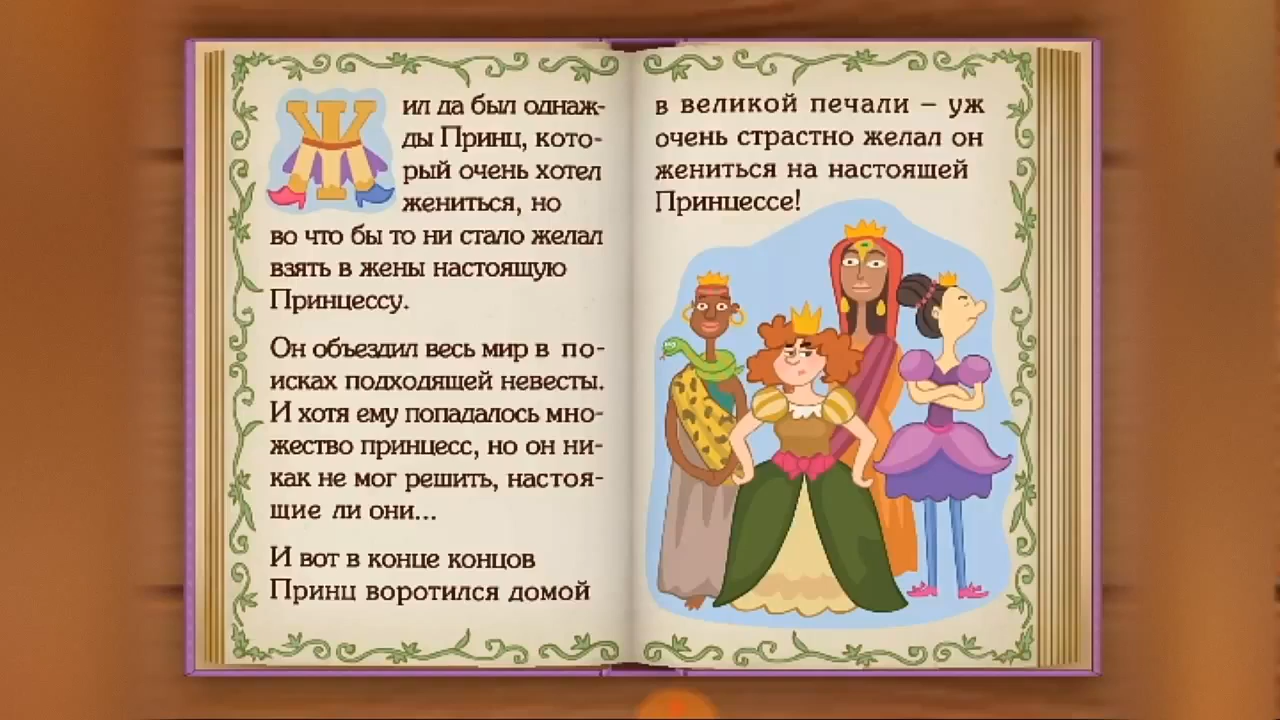 Жил да был однаж-
ды Принц, кото-
рый очень хотел
жениться, но
во что бы то ни стало желал
взять в жены настоящую
Принцессу.
Он объездил весь мир в по-
исках подходящей невесты.
И хотя ему попадалось мно-
жество принцесс, но он ни-
как не мог решить, настоя-
щие ли они...
И вот в конце концов
Принц воротился домой
в великой печали – уж
очень страстно желал он
жениться на настоящей
Принцессе!